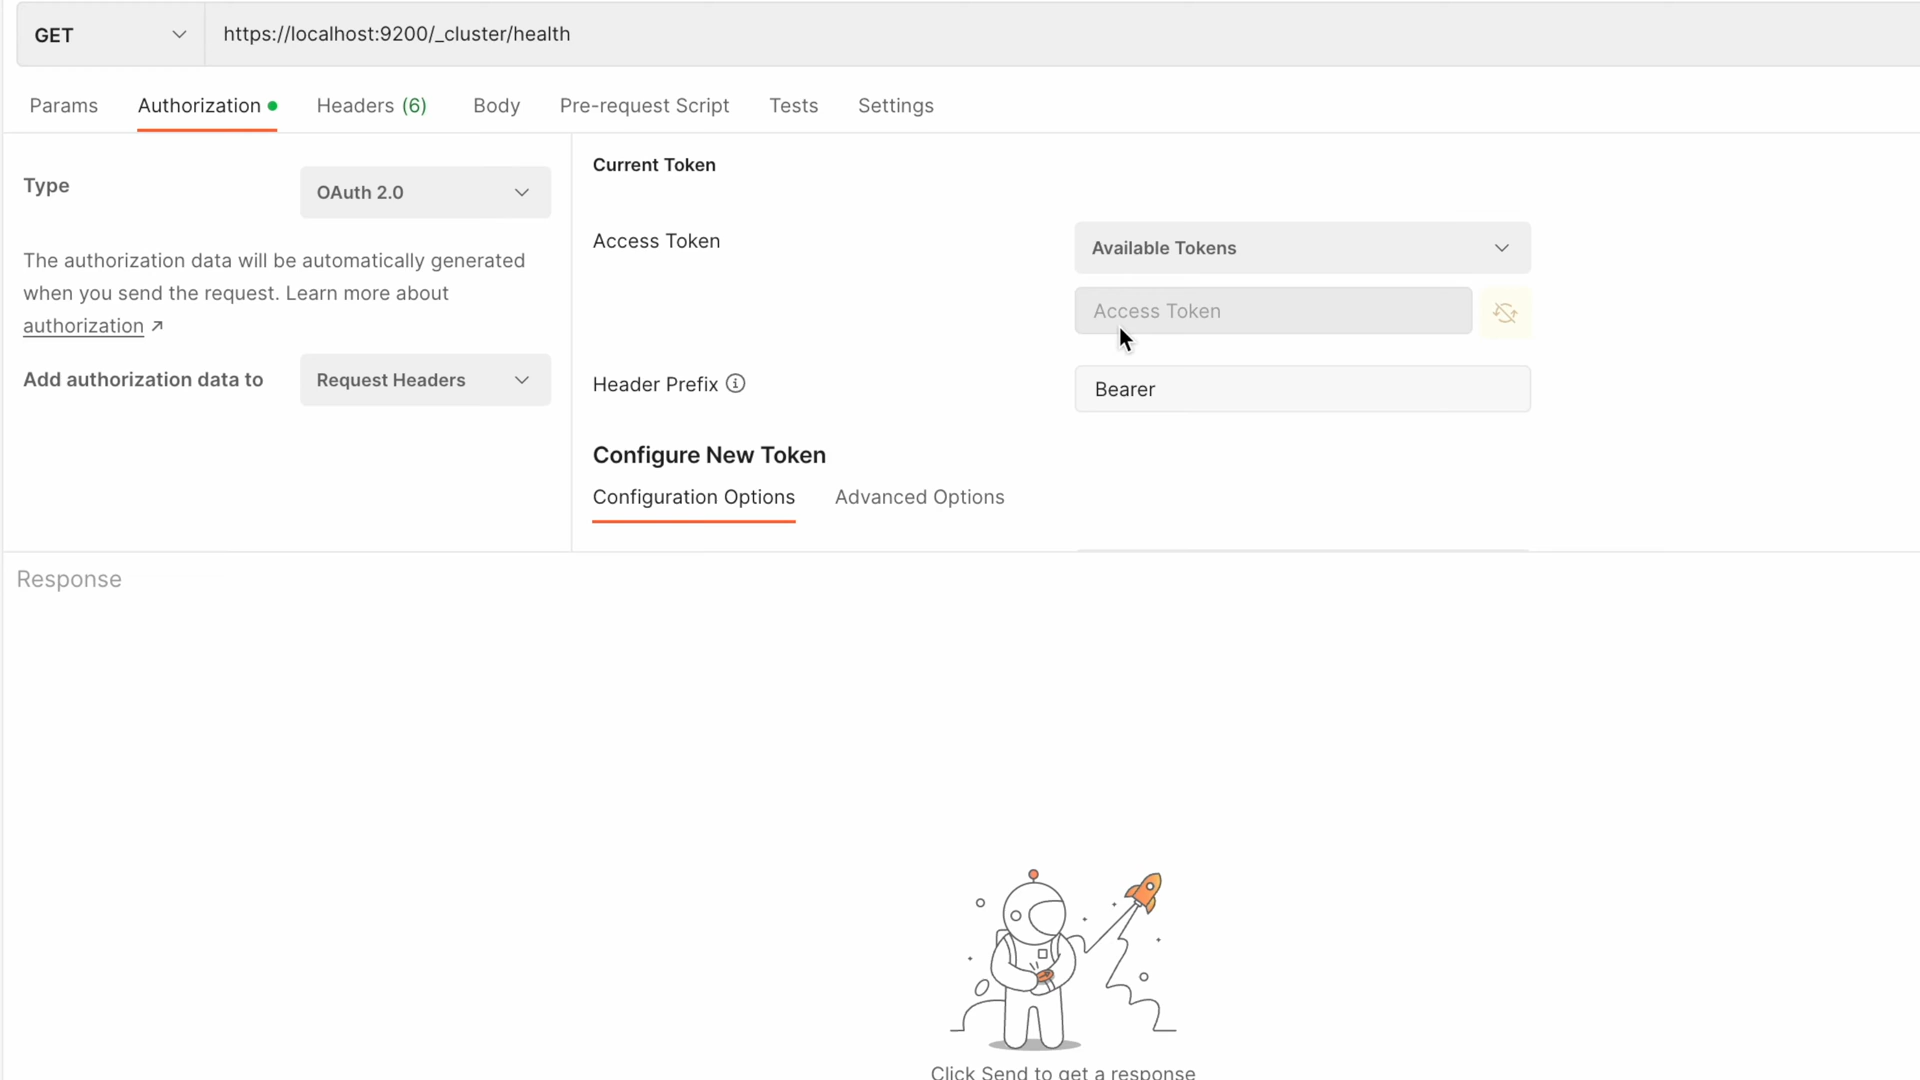 GET
https://localhost:9200/_cluster/health
Params
Authorization
Headers (6)
Body
Pre-request Script
Tests
Settings
Type
OAuth 2.0
The authorization data will be automatically generated
when you send the request. Learn more about
authorization ↗
Add authorization data to
Request Headers
Current Token
Access Token
Available Tokens
Access Token
Header Prefix
Bearer
Configure New Token
Configuration Options
Advanced Options
Response
Click Send to get a response